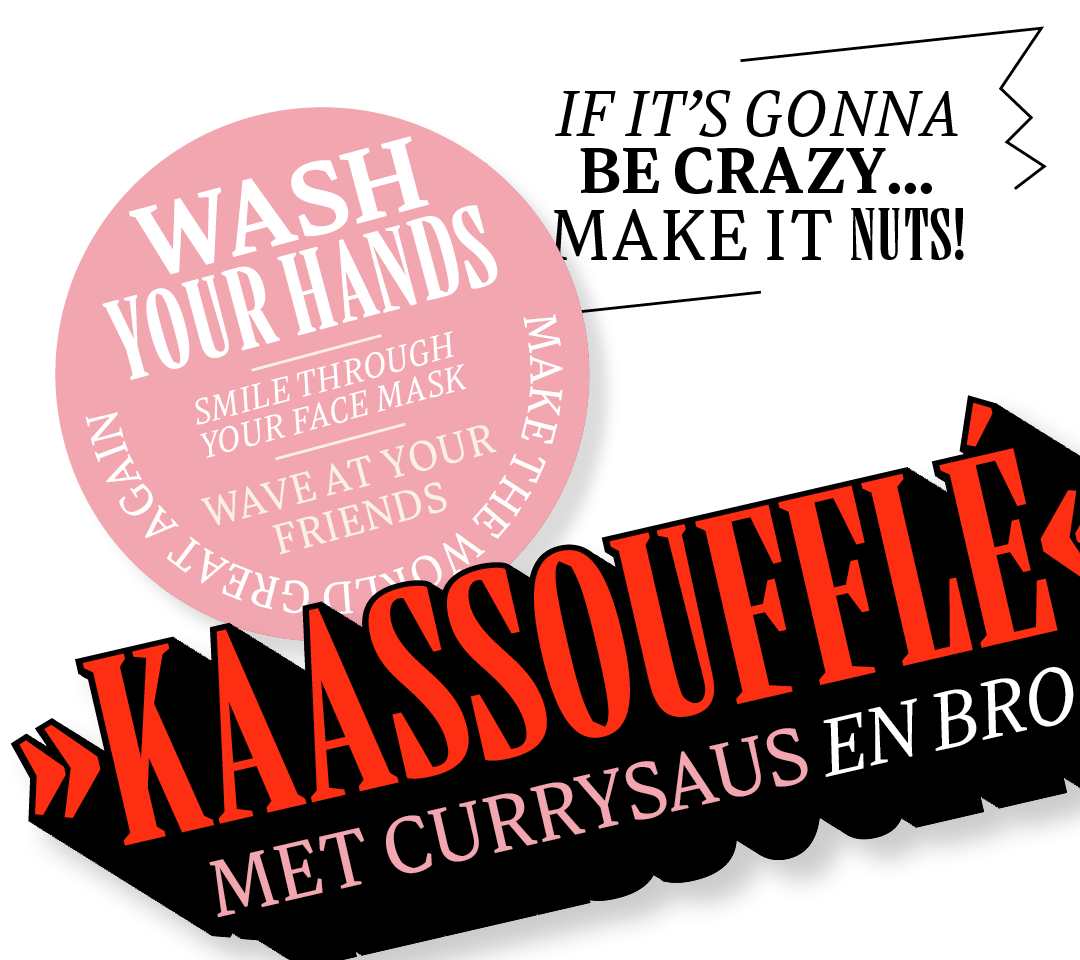 IF IT’S GONNA
BE CRAZY...
MAKE IT NUTS!
WASH
YOUR HANDS
SMILE THROUGH
YOUR FACE MASK
WAVE AT YOUR
FRIENDS
MAKE THE WORLD GREAT AGAIN
»KAASSOUFFLÉ«
MET CURRYSAUS EN BRO